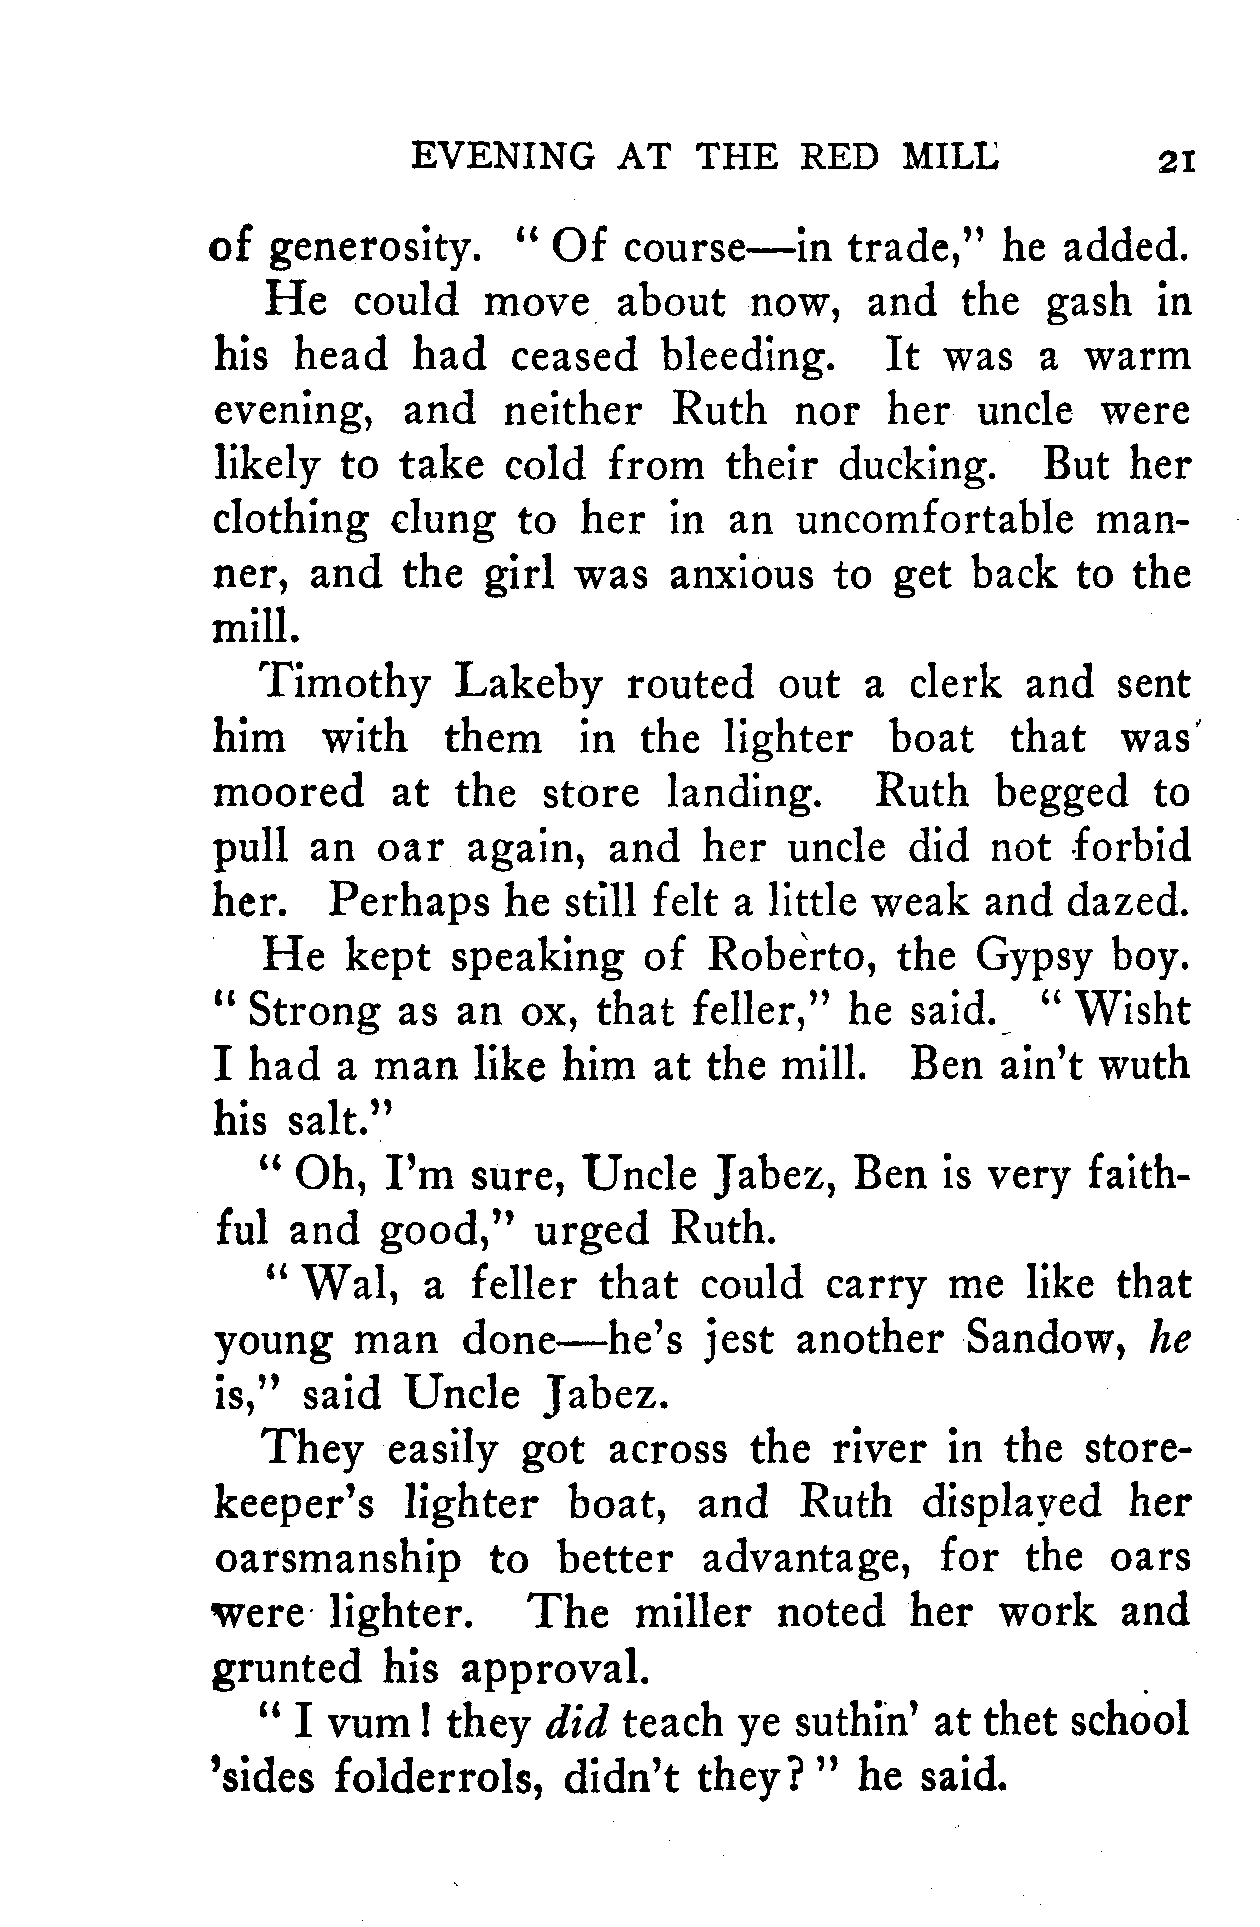 EVENING AT THE RED MILL 21
of generosity. “ Of course—in trade,” he added.
He could move about now, and the gash in
his head had ceased bleeding. It was a warm
evening, and neither Ruth nor her uncle were
likely to take cold from their ducking. But her
clothing clung to her in an uncomfortable man-
ner, and the girl was anxious to get back to the
mill.
Timothy Lakeby routed out a clerk and sent
him with them in the lighter boat that was
moored at the store landing. Ruth begged to
pull an oar again, and her uncle did not forbid
her. Perhaps he still felt a little weak and dazed.
He kept speaking of Roberto, the Gypsy boy.
“ Strong as an ox, that feller,” he said. “ Wisht
I had a man like him at the mill. Ben ain’t wuth
his salt.”
“ Oh, I’m sure, Uncle Jabez, Ben is very faith-
ful and good,” urged Ruth.
“ Wal, a feller that could carry me like that
young man done—he’s jest another Sandow, he
is,” said Uncle Jabez.
They easily got across the river in the store-
keeper’s lighter boat, and Ruth displayed her
oarsmanship to better advantage, for the oars
were lighter. The miller noted her work and
grunted his approval.
“ I vum ! they did teach ye suthin’ at thet school
’sides folderrols, didn’t they? ” he said.